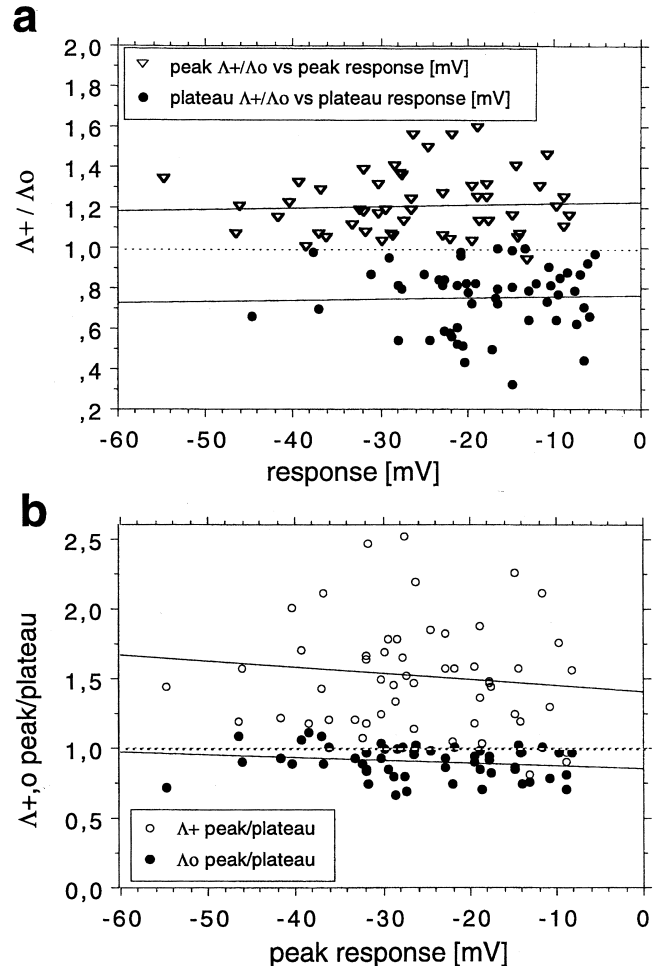 a
2,0
1,8
1,6
1,4
1,2
1,0
,8
,6
,4
,2
Λ+ / Λo
▽ peak Λ+/Λo vs peak response [mV]
● plateau Λ+/Λo vs plateau response [mV]
-60 -50 -40 -30 -20 -10 0
response [mV]
b
2,5
2,0
1,5
1,0
0,5
0,0
Λ+,o peak/plateau
○ Λ+ peak/plateau
● Λo peak/plateau
-60 -50 -40 -30 -20 -10 0
peak response [mV]